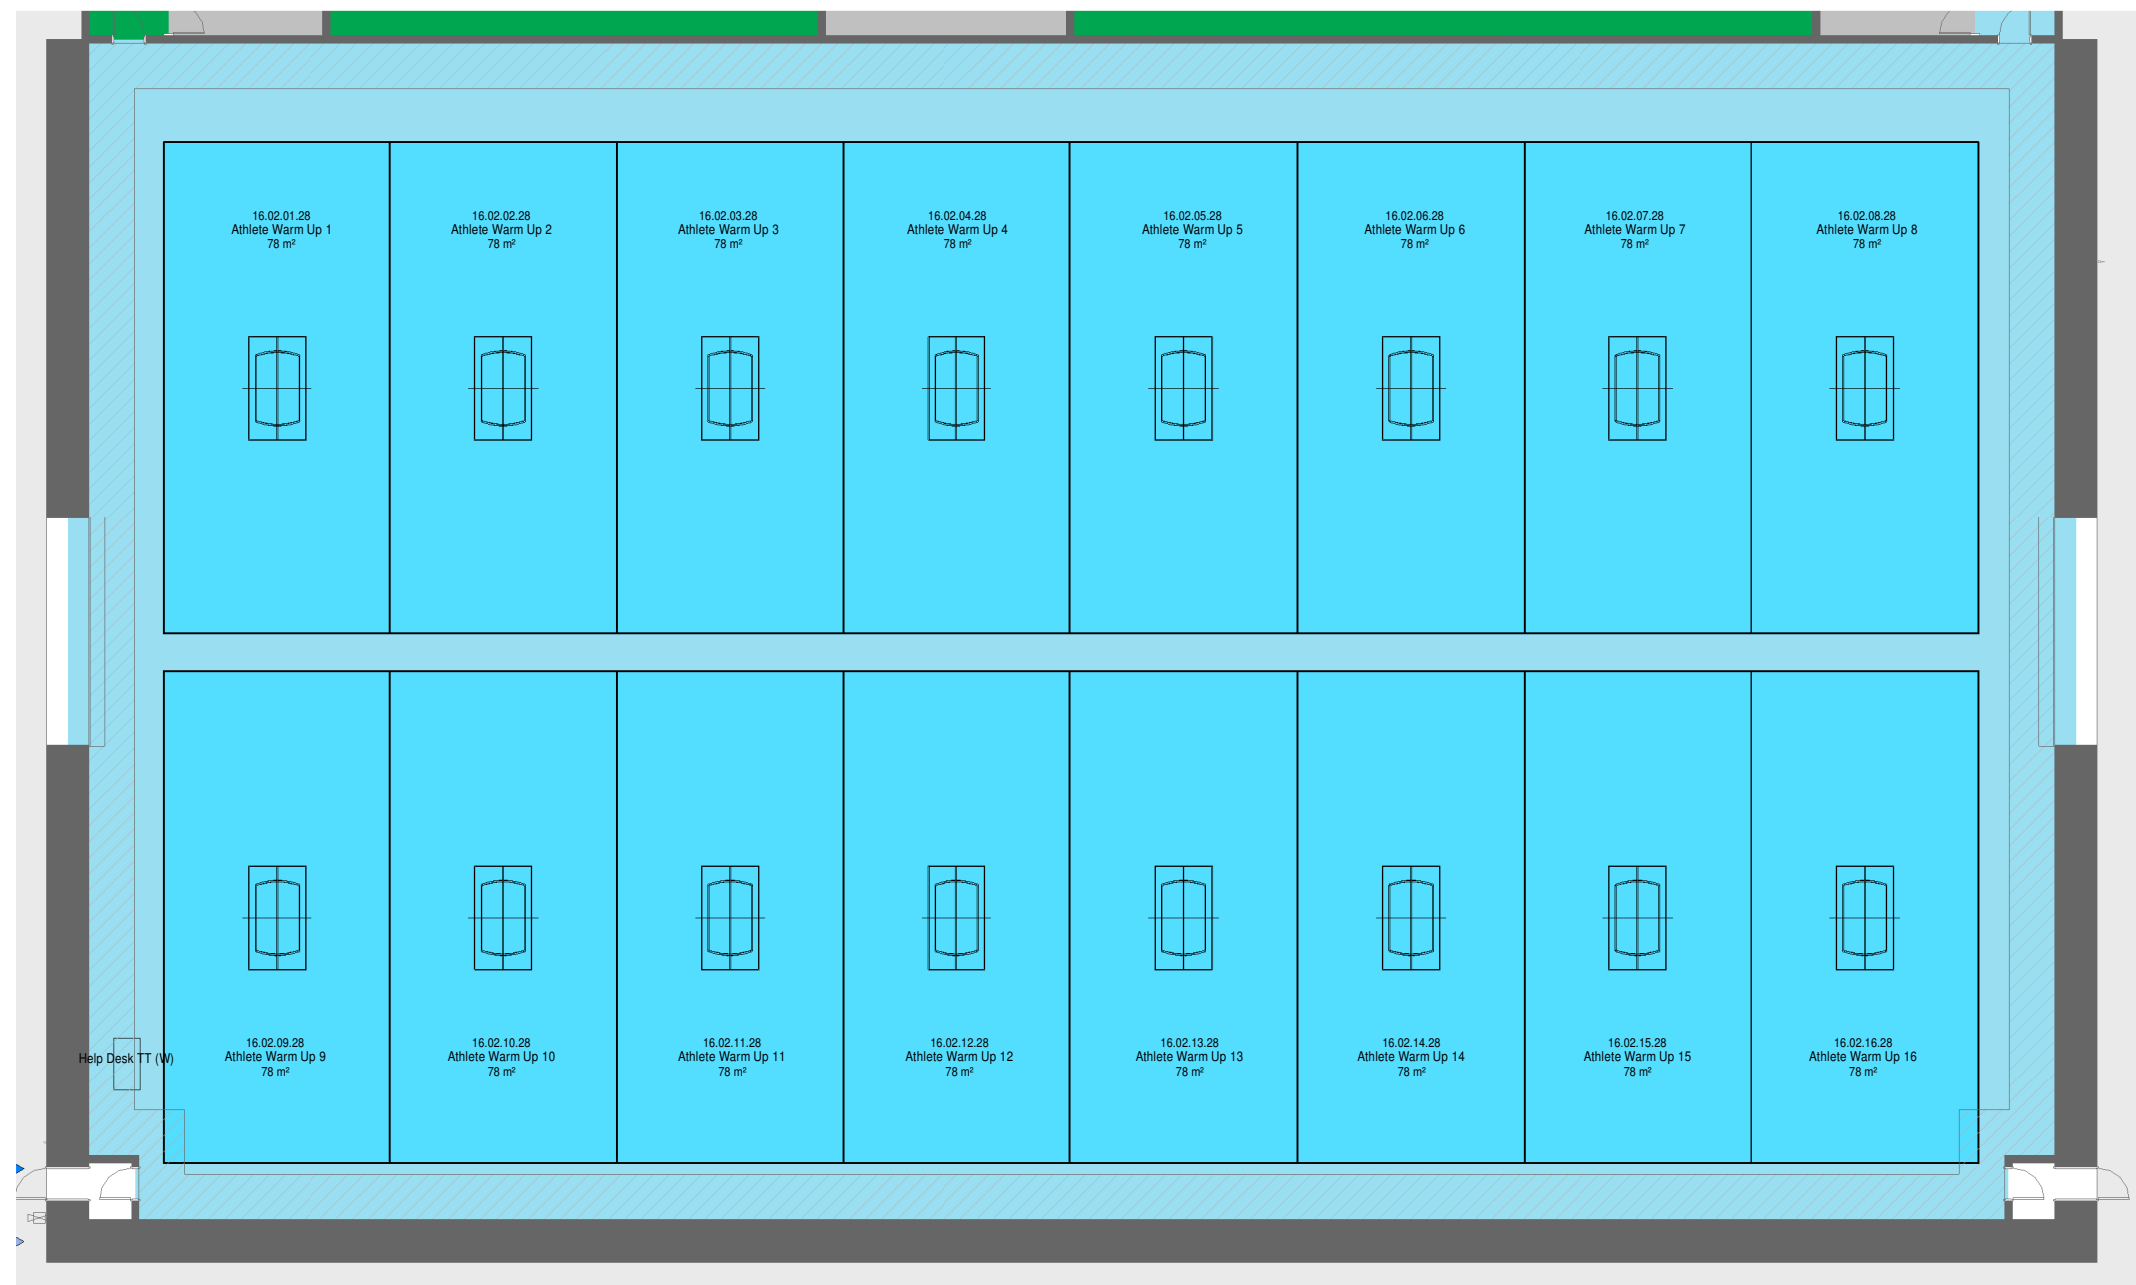 16.02.01.28
Athlete Warm Up 1
78 m²
16.02.02.28
Athlete Warm Up 2
78 m²
16.02.03.28
Athlete Warm Up 3
78 m²
16.02.04.28
Athlete Warm Up 4
78 m²
16.02.05.28
Athlete Warm Up 5
78 m²
16.02.06.28
Athlete Warm Up 6
78 m²
16.02.07.28
Athlete Warm Up 7
78 m²
16.02.08.28
Athlete Warm Up 8
78 m²
Help Desk TT (W)
16.02.09.28
Athlete Warm Up 9
78 m²
16.02.10.28
Athlete Warm Up 10
78 m²
16.02.11.28
Athlete Warm Up 11
78 m²
16.02.12.28
Athlete Warm Up 12
78 m²
16.02.13.28
Athlete Warm Up 13
78 m²
16.02.14.28
Athlete Warm Up 14
78 m²
16.02.15.28
Athlete Warm Up 15
78 m²
16.02.16.28
Athlete Warm Up 16
78 m²